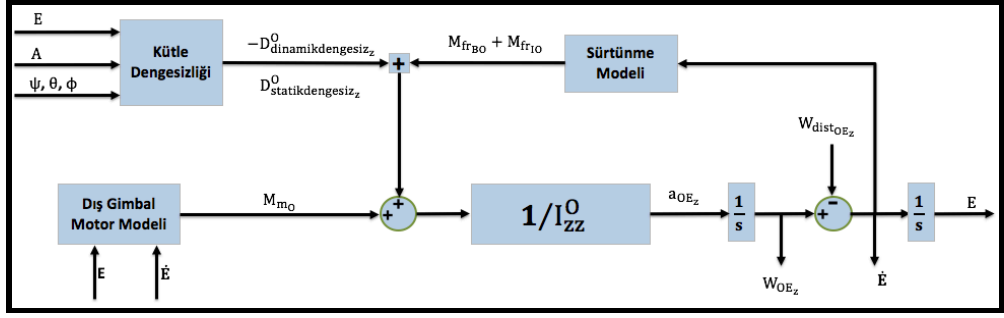 E
A
ψ, θ, ϕ
Kütle
Dengesizliği
−D^O_dinamikdengesiz_z
D^O_statikdengesiz_z
+
M_fr_BO + M_fr_IO
Sürtünme
Modeli
W_dist_OE_z
Dış Gimbal
Motor Modeli
E
Ė
M_m_O
+
+
1/I^O_zz
a_OE_z
1
s
W_OE_z
+
-
Ė
1
s
E